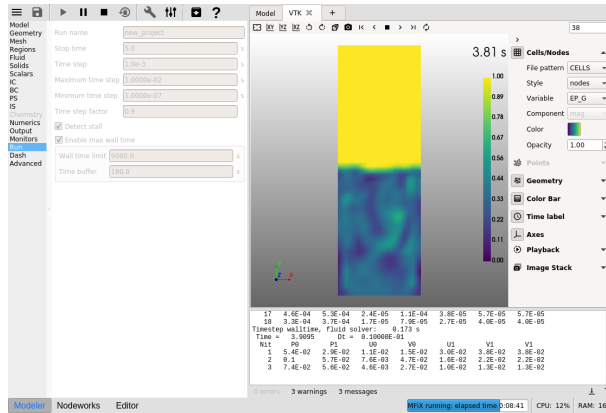 Model
Geometry
Mesh
Regions
Fluid
Solids
Scalars
IC
BC
PS
IS
Chemistry
Numerics
Output
Monitors
Run
Dash
Advanced
Run name new_project
Stop time 5.0 s
Time step 1.0e-3 s
Maximum time step 1.0000e-02 s
Minimum time step 1.0000e-07 s
Time step factor 0.9
Detect stall
Enable max wall time
Wall time limit 9000.0 s
Time buffer 180.0 s
Model VTK +
XY YZ XZ
38
3.81 s
1.00
0.89
0.78
0.67
0.56
0.44
0.33
0.22
0.11
0.00
EP_G
Y
Z X
Cells/Nodes
File pattern CELLS
Style nodes
Variable EP_G
Component mag
Color
Opacity 1.00
Points
Geometry
Color Bar
Time label
Axes
Playback
Image Stack
17 4.6E-04 5.3E-04 2.4E-05 1.1E-04 3.8E-05 5.7E-05 5.7E-05
18 3.3E-04 3.7E-04 1.7E-05 7.9E-05 2.7E-05 4.0E-05 4.0E-05
Timestep walltime, fluid solver: 0.173 s
Time = 3.9095 Dt = 0.10000E-01
Nit P0 P1 U0 V0 U1 V1 V1
1 5.4E-02 2.9E-02 1.1E-02 1.5E-02 3.0E-02 3.8E-02 3.8E-02
2 0.1 5.7E-02 7.6E-03 4.7E-02 1.6E-02 2.2E-02 2.2E-02
3 7.4E-02 5.6E-02 4.6E-03 2.7E-02 1.0E-02 1.3E-02 1.3E-02
0 errors 3 warnings 3 messages
Modeler Nodeworks Editor
MFiX running: elapsed time 0:08:41 CPU: 12% RAM: 16